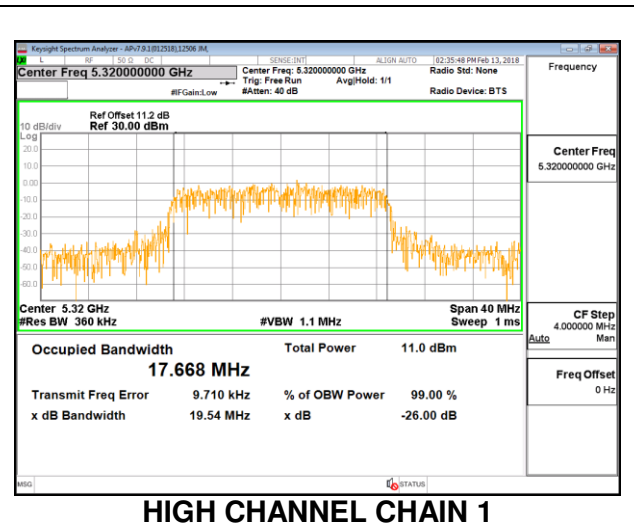 Keysight Spectrum Analyzer - APv7.9.1(012518),12506 JM,
L RF 50 Ω DC SENSE:INT ALIGN AUTO 02:35:48 PM Feb 13, 2018
Center Freq 5.320000000 GHz Center Freq: 5.320000000 GHz Radio Std: None Frequency
Trig: Free Run Avg|Hold: 1/1
#IFGain:Low #Atten: 40 dB Radio Device: BTS
Ref Offset 11.2 dB
10 dB/div Ref 30.00 dBm
Log
20.0
10.0
0.00
-10.0
-20.0
-30.0
-40.0
-50.0
-60.0
Center Freq
5.320000000 GHz
Center 5.32 GHz Span 40 MHz
#Res BW 360 kHz #VBW 1.1 MHz Sweep 1 ms
CF Step
4.000000 MHz
Auto Man
Occupied Bandwidth Total Power 11.0 dBm
17.668 MHz
Freq Offset
0 Hz
Transmit Freq Error 9.710 kHz % of OBW Power 99.00 %
x dB Bandwidth 19.54 MHz x dB -26.00 dB
MSG STATUS
HIGH CHANNEL CHAIN 1